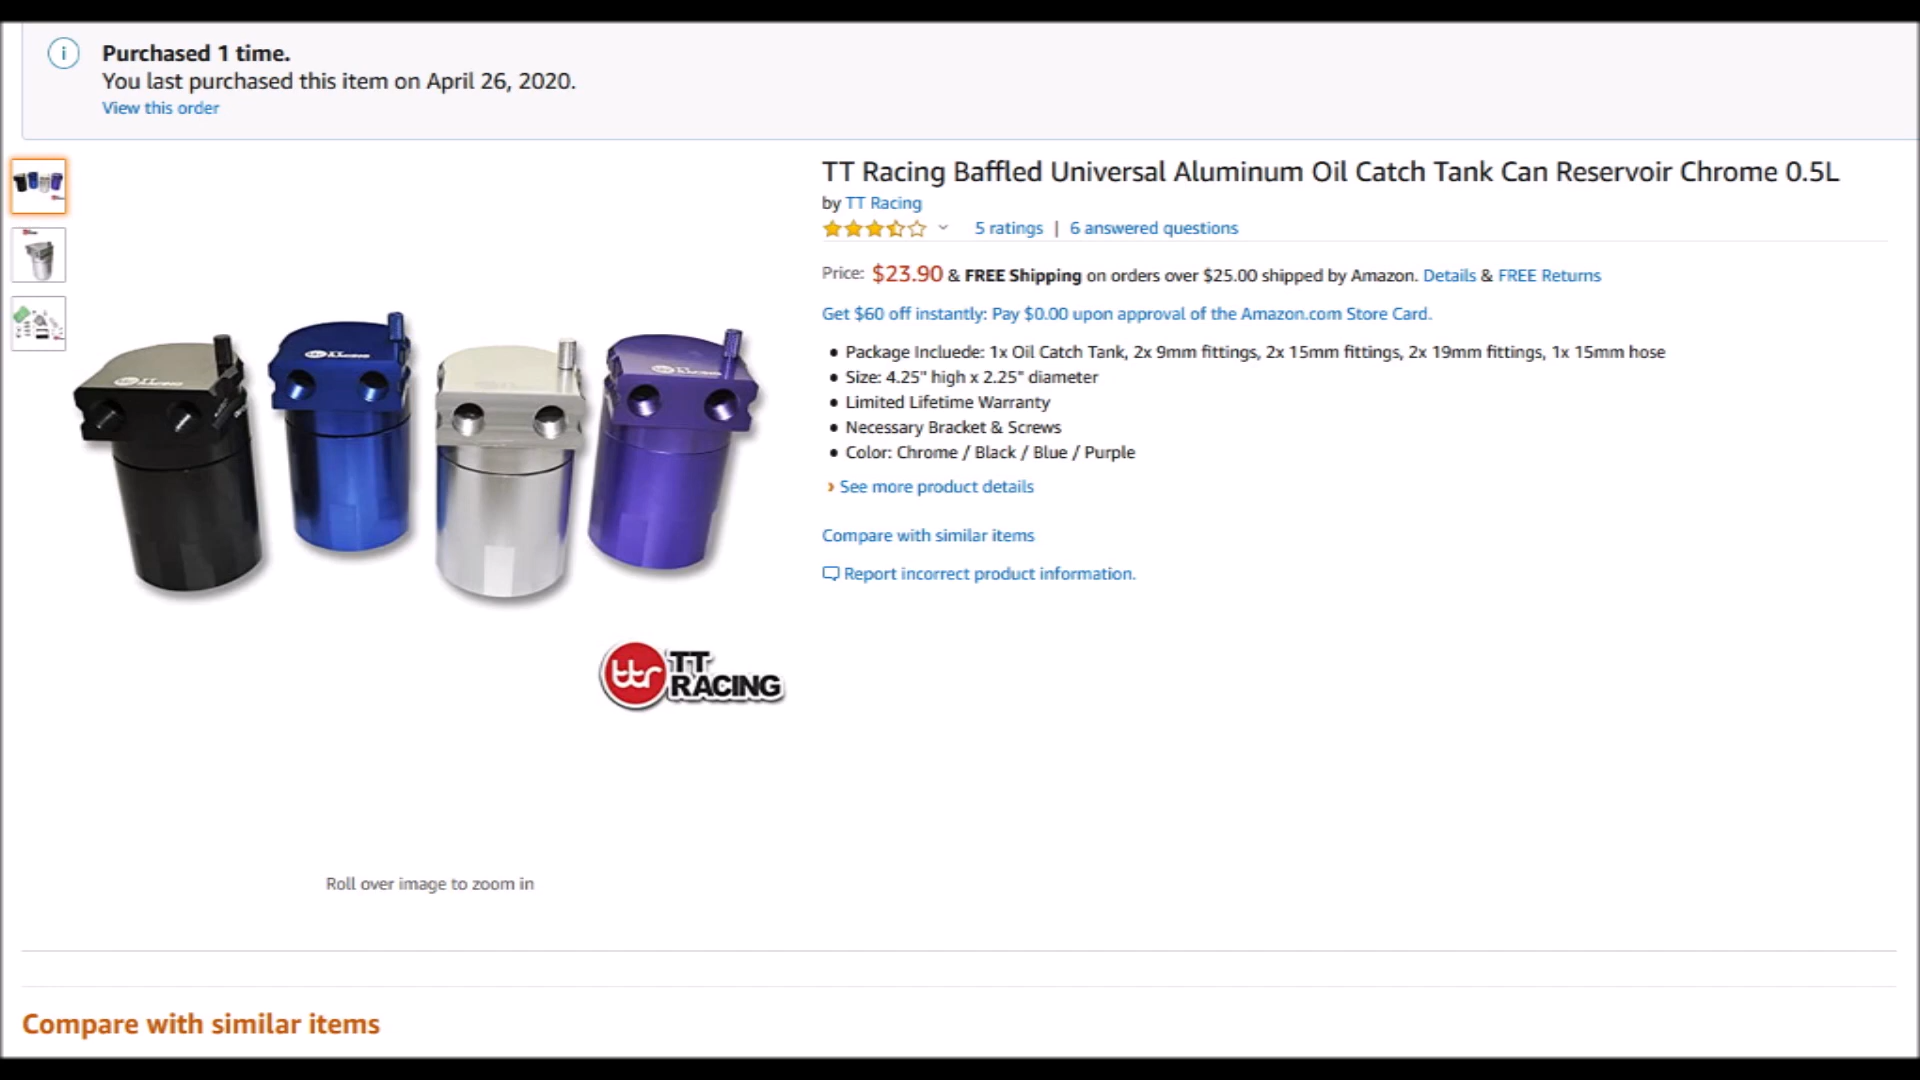 Purchased 1 time.
You last purchased this item on April 26, 2020.
View this order
TT Racing Baffled Universal Aluminum Oil Catch Tank Can Reservoir Chrome 0.5L
by TT Racing
5 ratings | 6 answered questions
Price: $23.90 & FREE Shipping on orders over $25.00 shipped by Amazon. Details & FREE Returns
Get $60 off instantly: Pay $0.00 upon approval of the Amazon.com Store Card.
• Package Incluede: 1x Oil Catch Tank, 2x 9mm fittings, 2x 15mm fittings, 2x 19mm fittings, 1x 15mm hose
• Size: 4.25" high x 2.25" diameter
• Limited Lifetime Warranty
• Necessary Bracket & Screws
• Color: Chrome / Black / Blue / Purple
› See more product details
Compare with similar items
Report incorrect product information.
ttr TT
RACING
Roll over image to zoom in
Compare with similar items